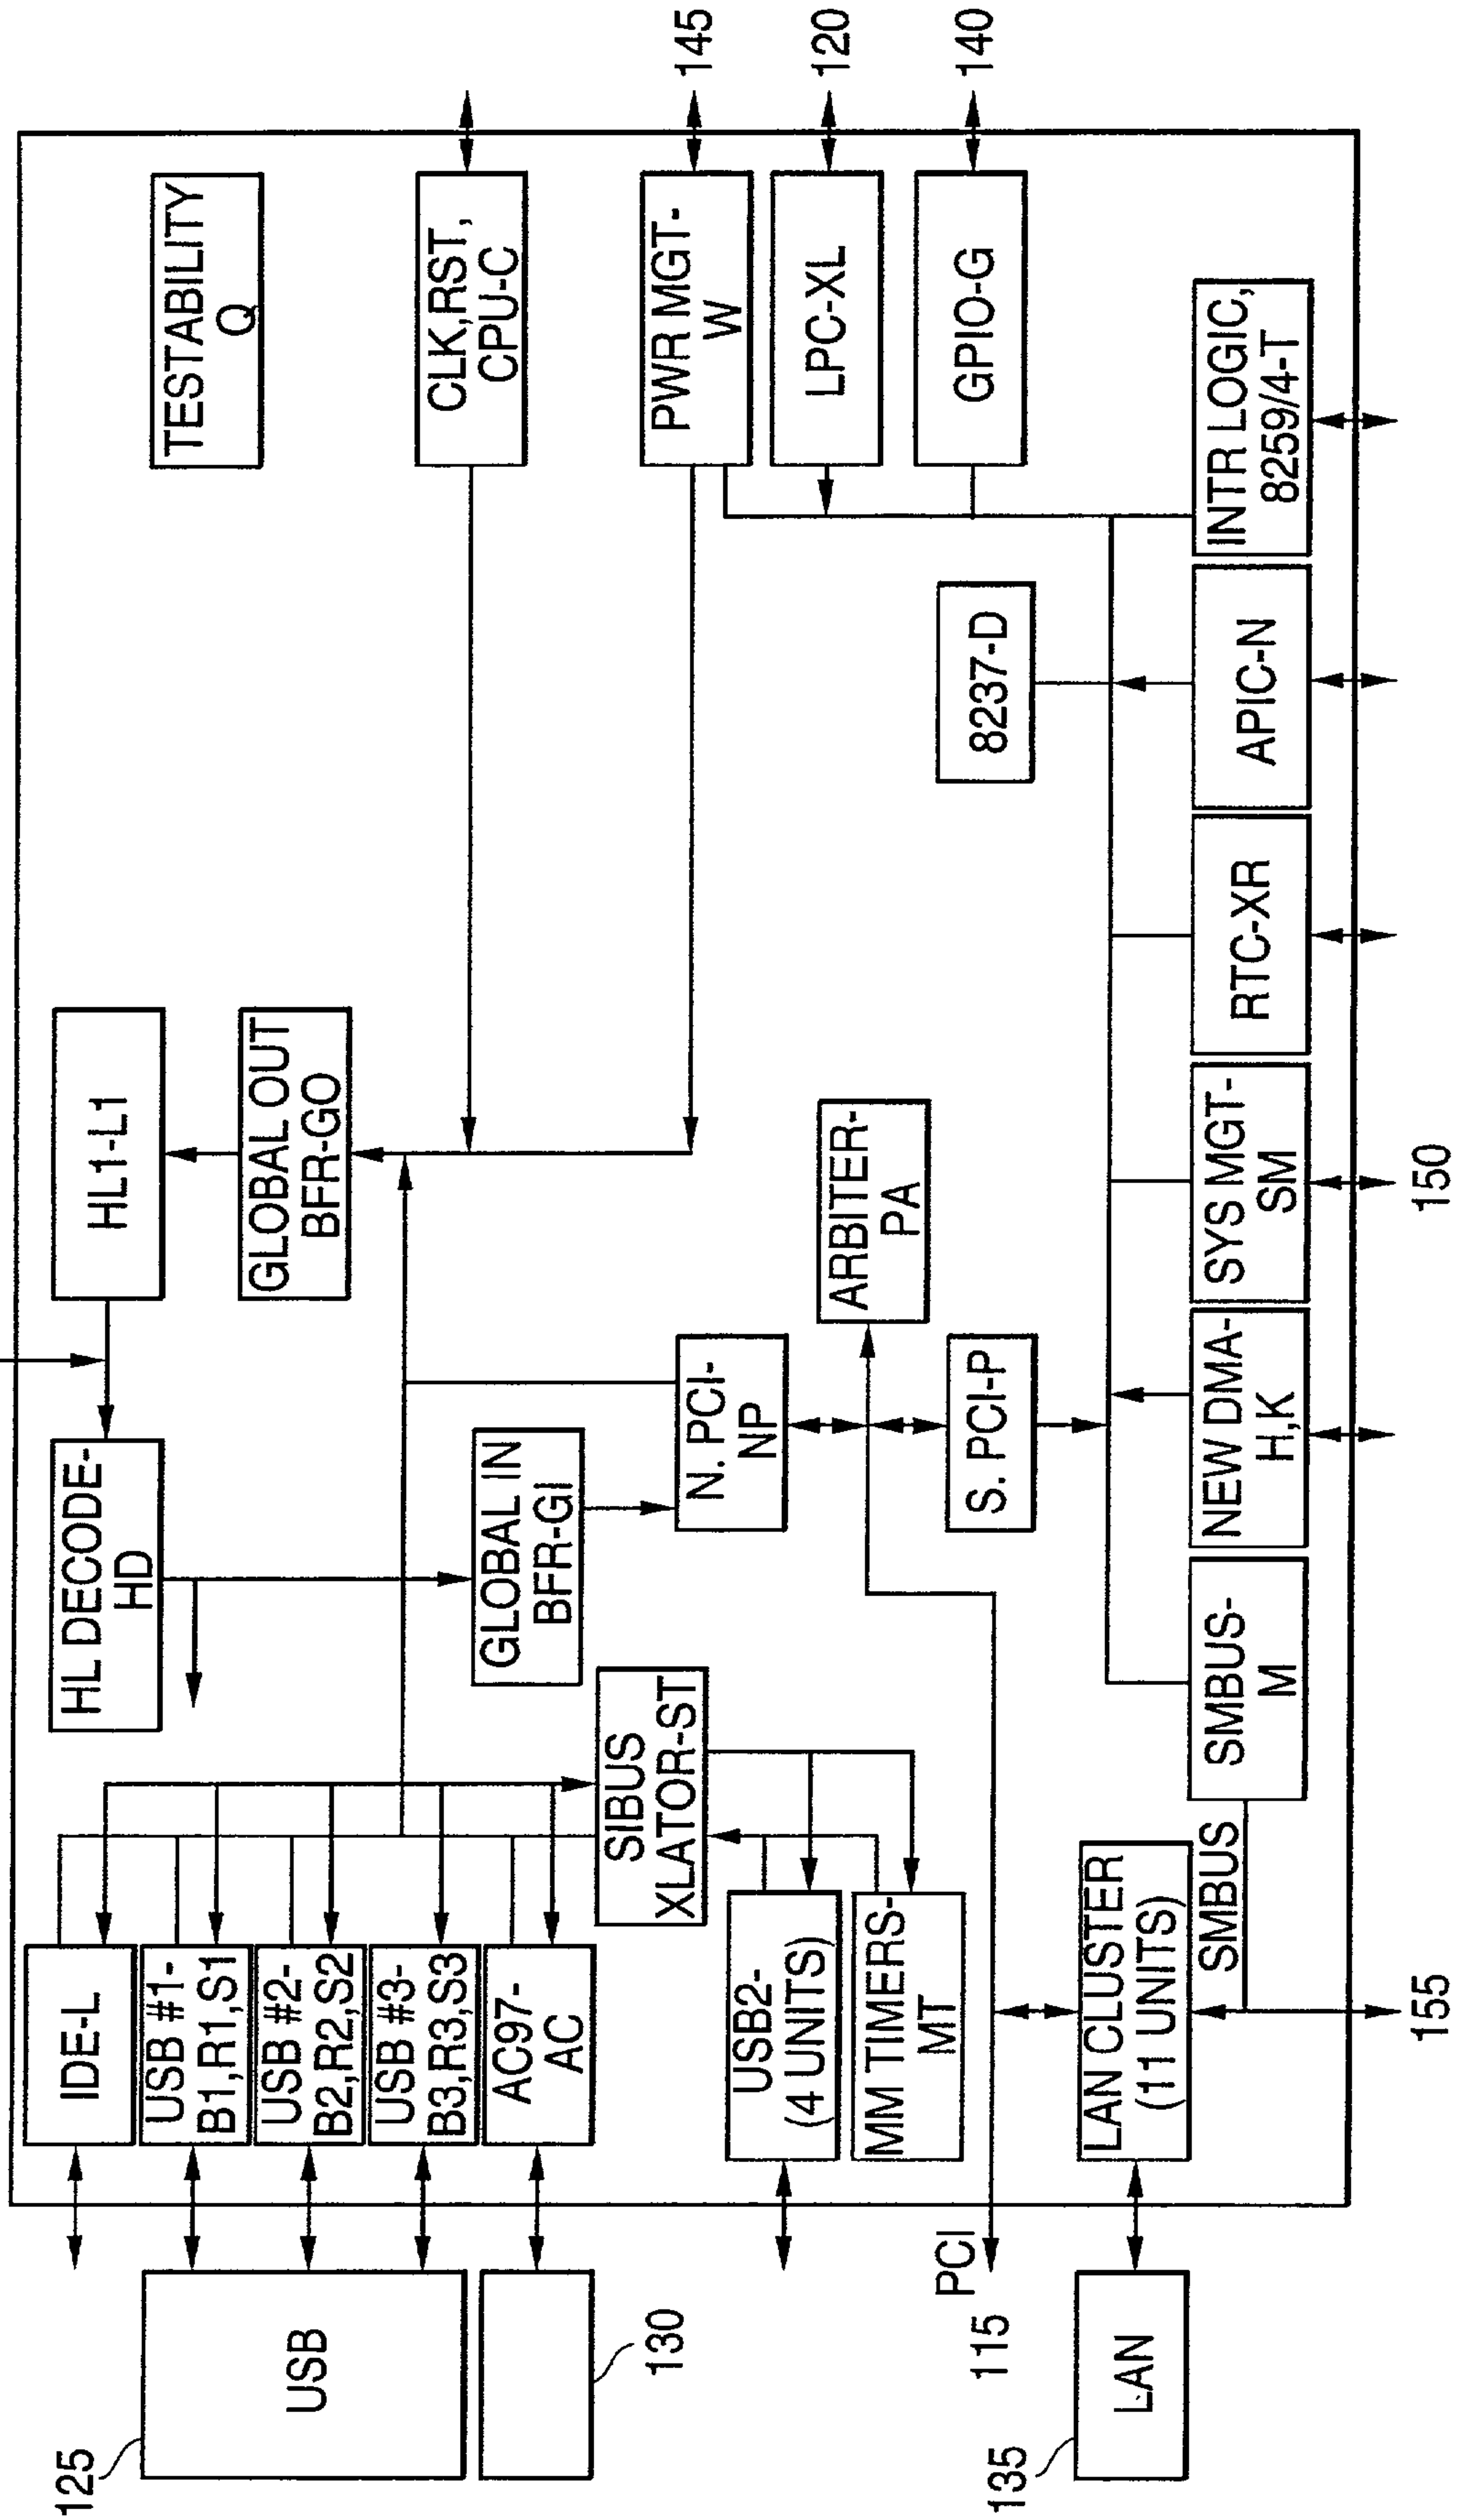 125
USB
130
PCI
115
135
LAN
IDE-L
USB #1-
B1,R1,S1
USB #2-
B2,R2,S2
USB #3-
B3,R3,S3
AC97-
AC
SIBUS
XLATOR-ST
USB2-
(4 UNITS)
MM TIMERS-
MT
LAN CLUSTER
(11 UNITS)
SMBUS
155
HL DECODE-
HD
GLOBAL IN
BFR-GI
N. PCI-
NP
S. PCI-P
ARBITER-
PA
HL1-L1
GLOBAL OUT
BFR-GO
SMBUS-
M
NEW DMA-
H,K
SYS MGT-
SM
150
RTC-XR
APIC-N
INTR LOGIC,
8259/4-T
8237-D
TESTABILITY
Q
CLK,RST,
CPU-C
PWR MGT-
W
145
LPC-XL
120
GPIO-G
140